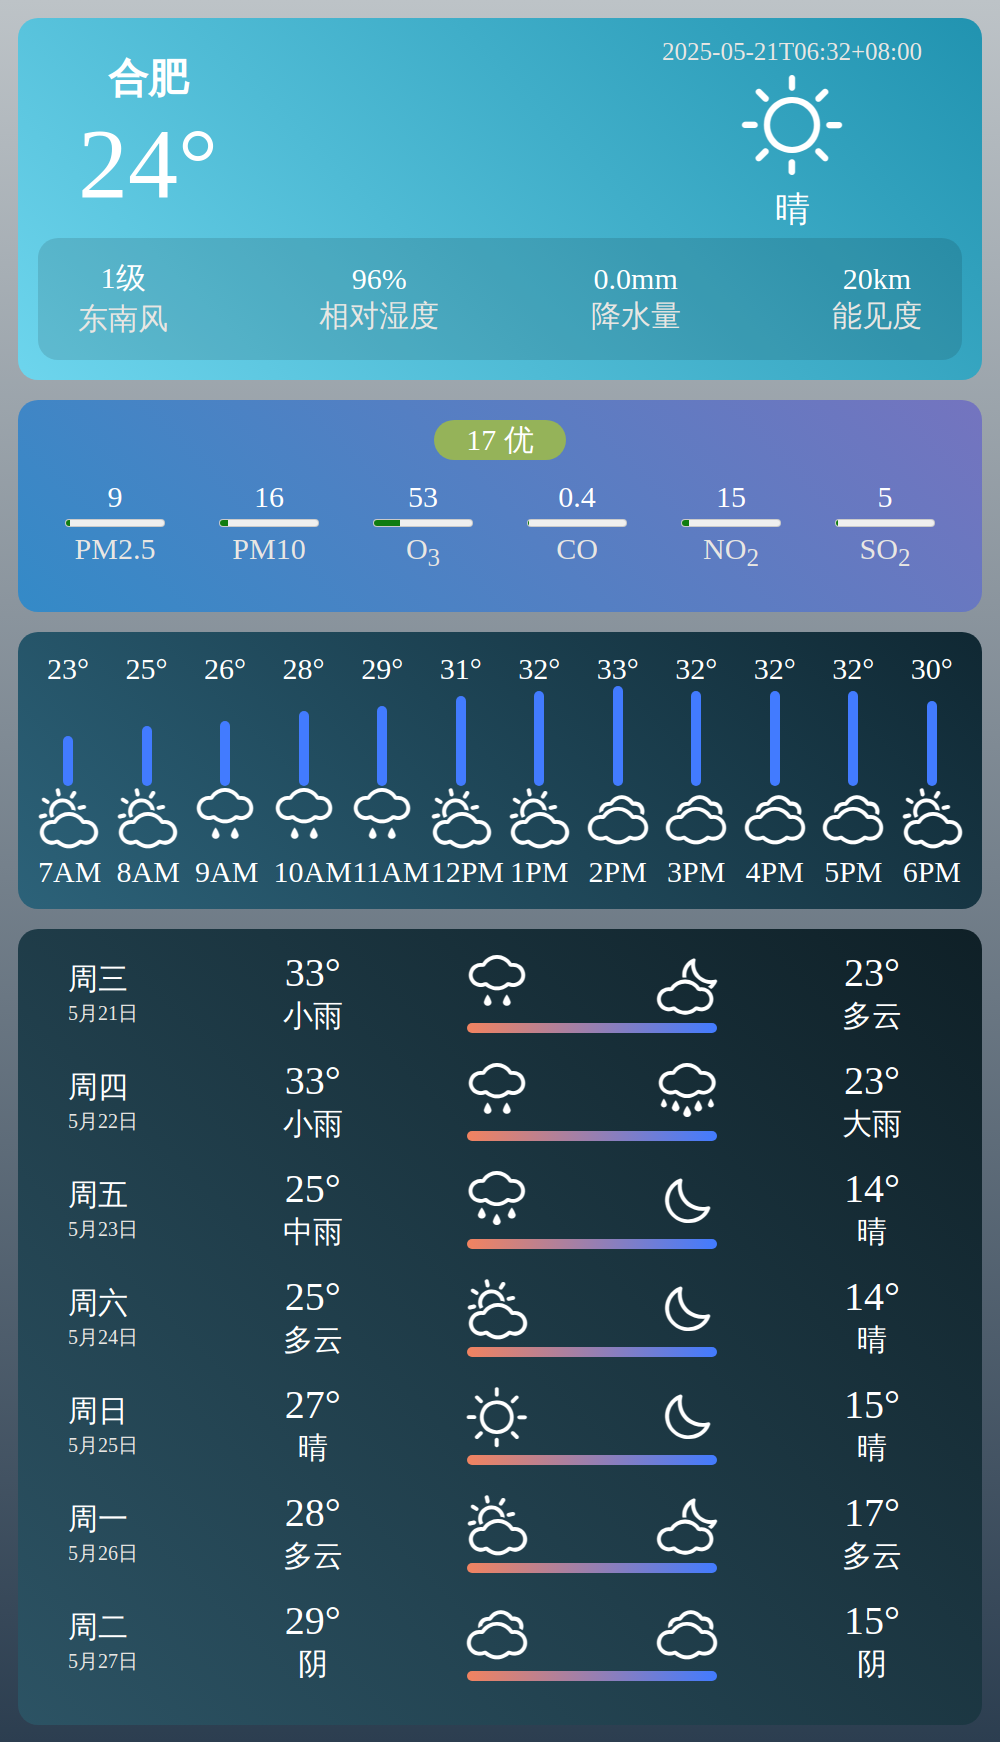 合肥
24°
2025-05-21T06:32+08:00
晴
1级 96% 0.0mm 20km
东南风 相对湿度 降水量 能见度
17 优
9 16 53 0.4 15 5
PM2.5 PM10 O3 CO NO2 SO2
23° 25° 26° 28° 29° 31° 32° 33° 32° 32° 32° 30°
7AM 8AM 9AM 10AM 11AM 12PM 1PM 2PM 3PM 4PM 5PM 6PM
周三 33° 23°
5月21日 小雨 多云
周四 33° 23°
5月22日 小雨 大雨
周五 25° 14°
5月23日 中雨 晴
周六 25° 14°
5月24日 多云 晴
周日 27° 15°
5月25日 晴 晴
周一 28° 17°
5月26日 多云 多云
周二 29° 15°
5月27日 阴 阴